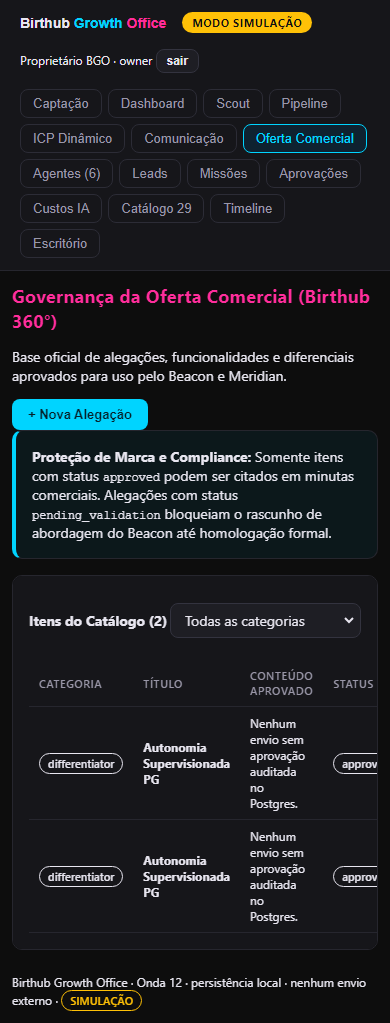 Birthub Growth Office MODO SIMULAÇÃO
Proprietário BGO · owner sair
Captação Dashboard Scout Pipeline
ICP Dinâmico Comunicação Oferta Comercial
Agentes (6) Leads Missões Aprovações
Custos IA Catálogo 29 Timeline
Escritório
Governança da Oferta Comercial (Birthub
360°)
Base oficial de alegações, funcionalidades e diferenciais
aprovados para uso pelo Beacon e Meridian.
+ Nova Alegação
Proteção de Marca e Compliance: Somente itens
com status approved podem ser citados em minutas
comerciais. Alegações com status
pending_validation bloqueiam o rascunho de
abordagem do Beacon até homologação formal.
Itens do Catálogo (2) Todas as categorias
CATEGORIA TÍTULO CONTEÚDO APROVADO STATUS
differentiator Autonomia Supervisionada PG Nenhum envio sem aprovação auditada no Postgres. approv
differentiator Autonomia Supervisionada PG Nenhum envio sem aprovação auditada no Postgres. approv
Birthub Growth Office · Onda 12 · persistência local · nenhum envio
externo · SIMULAÇÃO